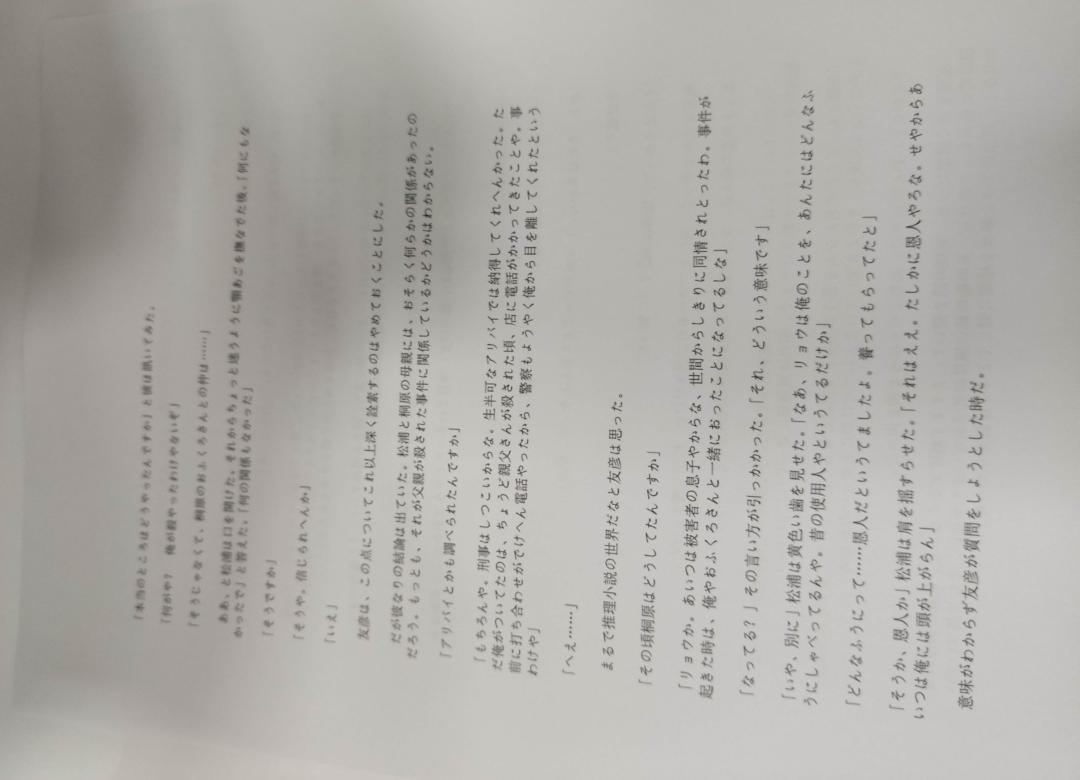 「本当のところはどうやったんですか」と彼は訊いてみた。
「何がや？　俺が殺やったわけやないぞ」
「そうじゃなくて、桐原のおふくろさんとの仲は……」
ああ、と松浦は口を開けた。それからちょっと迷うように顎あごを撫なでた後、「何にもな
かったで」と答えた。「何の関係もなかった」
「そうですか」
「そうや。信じられへんか」
「いえ」
友彦は、この点についてこれ以上深く詮索するのはやめておくことにした。
だが彼なりの結論は出ていた。松浦と桐原の母親には、おそらく何らかの関係があったの
だろう。もっとも、それが父親が殺された事件に関係しているかどうかはわからない。
「アリバイとかも調べられたんですか」
「もちろんや。刑事はしつこいからな。生半可なアリバイでは納得してくれへんかった。た
だ俺がついてたのは、ちょうど親父さんが殺された頃、店に電話がかかってきたことや。事
前に打ち合わせができへん電話やったから、警察もようやく俺から目を離してくれたという
わけや」
「へえ……」
まるで推理小説の世界だなと友彦は思った。
「その頃桐原はどうしてたんですか」
「リョウか。あいつは被害者の息子やからな、世間からしきりに同情されとったわ。事件が
起きた時は、俺やおふくろさんと一緒におったことになってるしな」
「なってる？」その言い方が引っかかった。「それ、どういう意味です」
「いや、別に」松浦は黄色い歯を見せた。「なあ、リョウは俺のことを、あんたにはどんなふ
うにしゃべってるんや。昔の使用人やというてるだけか」
「どんなふうにって……恩人だというてましたよ。養ってもらってたと」
「そうか、恩人か」松浦は肩を揺すらせた。「それはええ。たしかに恩人やろな。せやからあ
いつは俺には頭が上がらん」
意味がわからず友彦が質問をしようとした時だ。